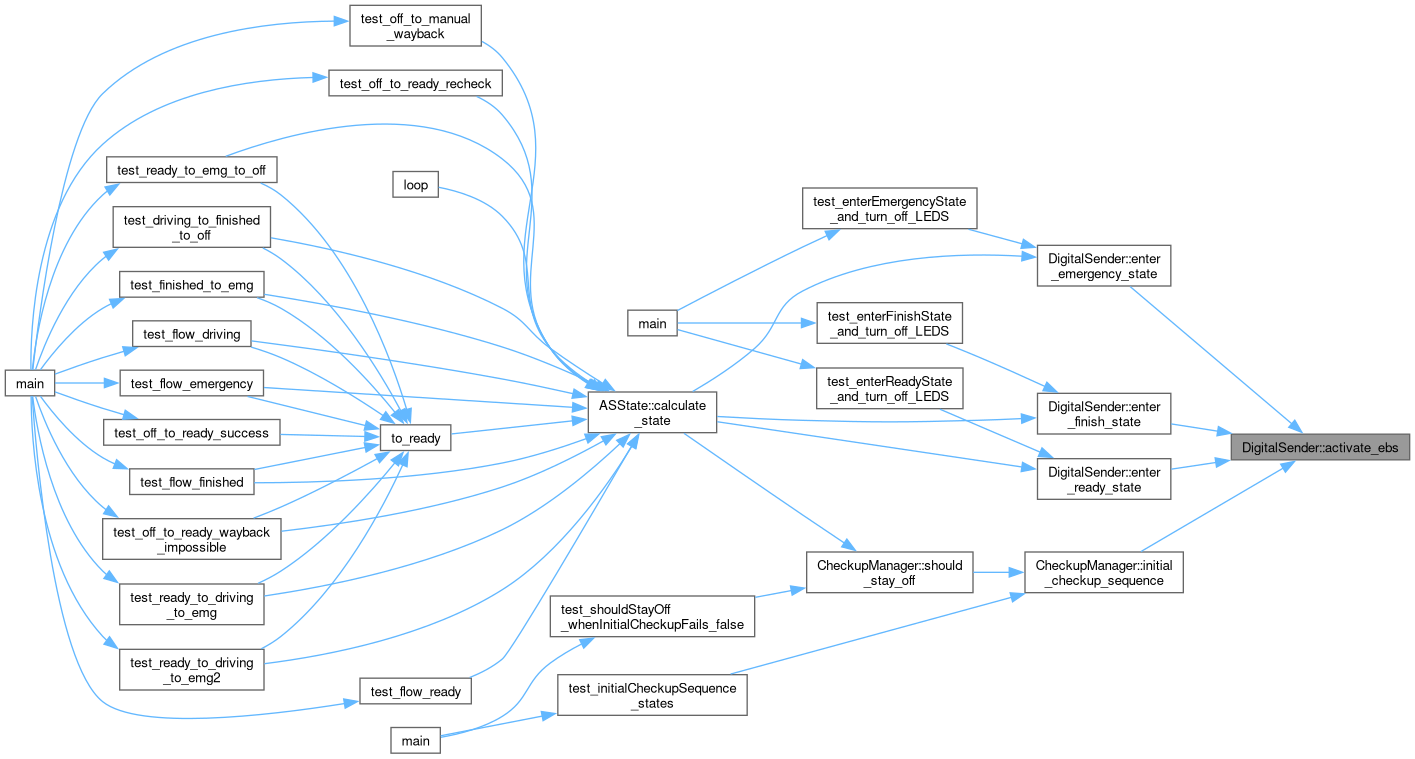 test_off_to_manual
_wayback
test_off_to_ready_recheck
test_ready_to_emg_to_off
loop
test_driving_to_finished
_to_off
test_finished_to_emg
test_flow_driving
main
test_flow_emergency
test_off_to_ready_success
to_ready
test_flow_finished
test_off_to_ready_wayback
_impossible
test_ready_to_driving
_to_emg
test_ready_to_driving
_to_emg2
test_flow_ready
main
ASState::calculate
_state
test_shouldStayOff
_whenInitialCheckupFails_false
test_initialCheckupSequence
_states
main
test_enterEmergencyState
_and_turn_off_LEDS
test_enterFinishState
_and_turn_off_LEDS
test_enterReadyState
_and_turn_off_LEDS
CheckupManager::should
_stay_off
DigitalSender::enter
_emergency_state
DigitalSender::enter
_finish_state
DigitalSender::enter
_ready_state
CheckupManager::initial
_checkup_sequence
DigitalSender::activate_ebs